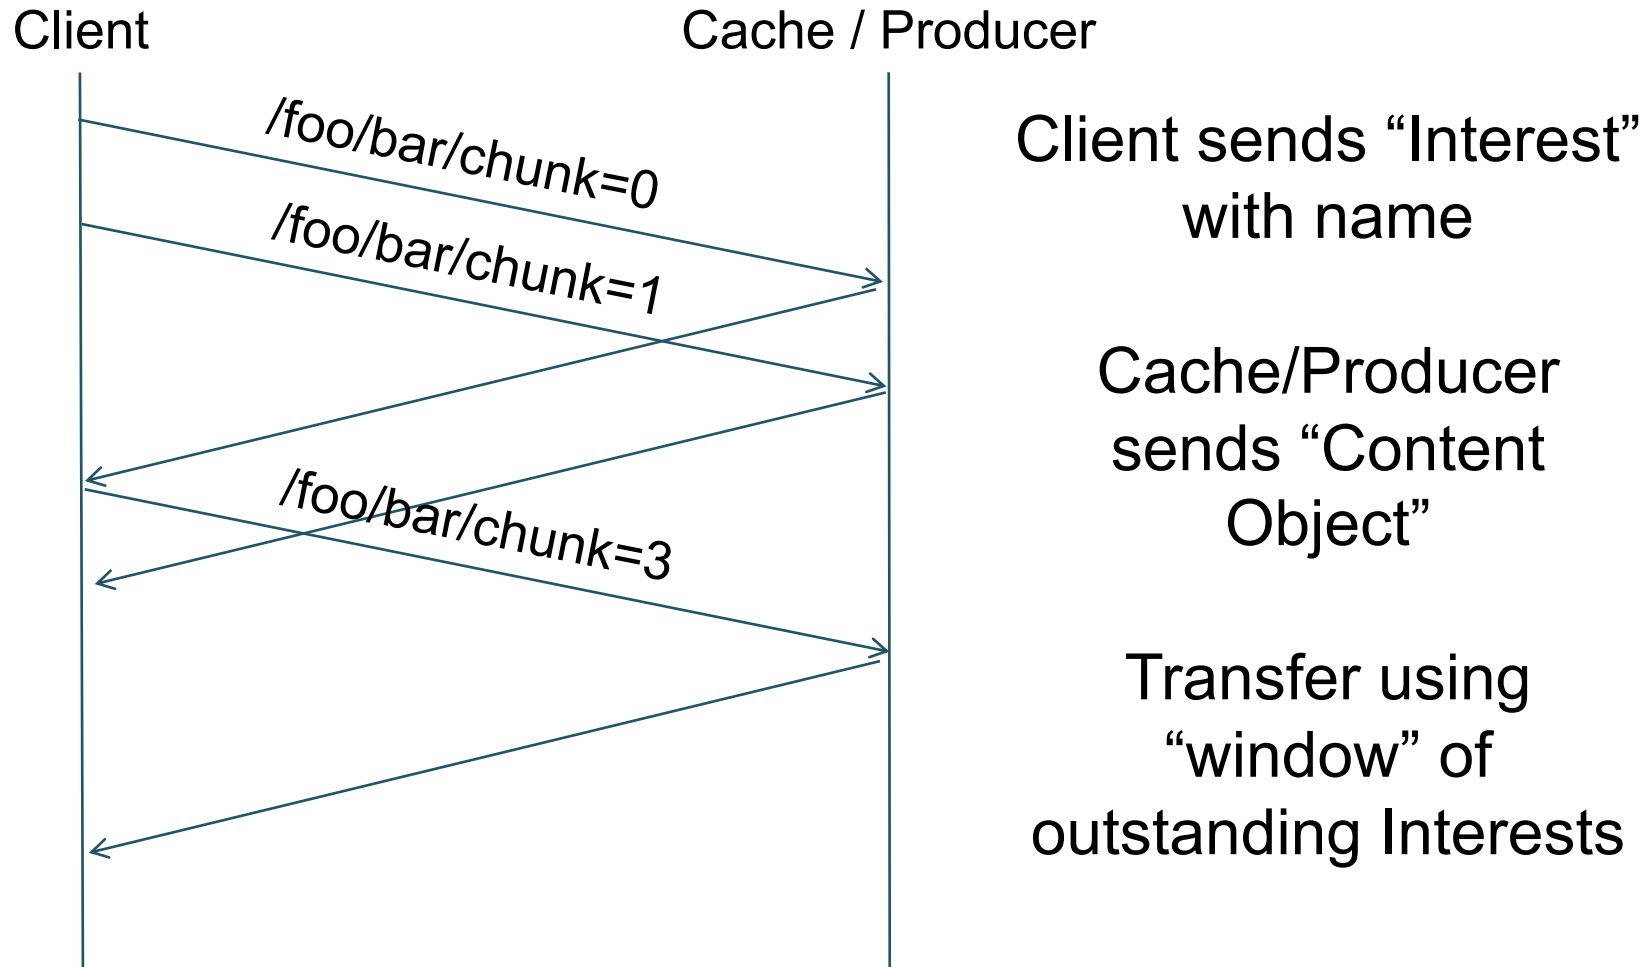 Client
Cache / Producer
/foo/bar/chunk=0
/foo/bar/chunk=1
/foo/bar/chunk=3
Client sends “Interest”
with name
Cache/Producer
sends “Content
Object”
Transfer using
“window” of
outstanding Interests